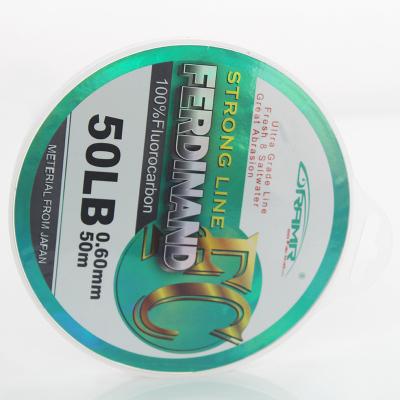 ORAMR®
Ultra Grade Line
Fresh & Saltwater
Great Abrasion
FC
STRONG LINE
FERDINAND
100%Fluorocarbon
50LB
0.60mm
50m
METERIAL FROM JAPAN